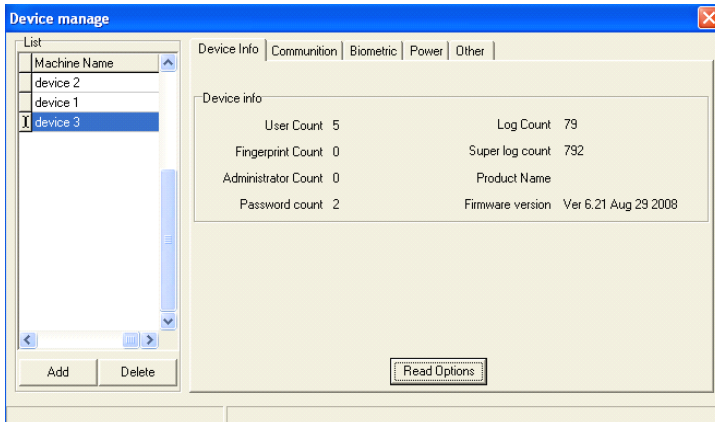 Device manage
List
Machine Name
device 2
device 1
device 3
Add Delete
Device Info Communition Biometric Power Other
Device info
User Count 5 Log Count 79
Fingerprint Count 0 Super log count 792
Administrator Count 0 Product Name
Password count 2 Firmware version Ver 6.21 Aug 29 2008
Read Options